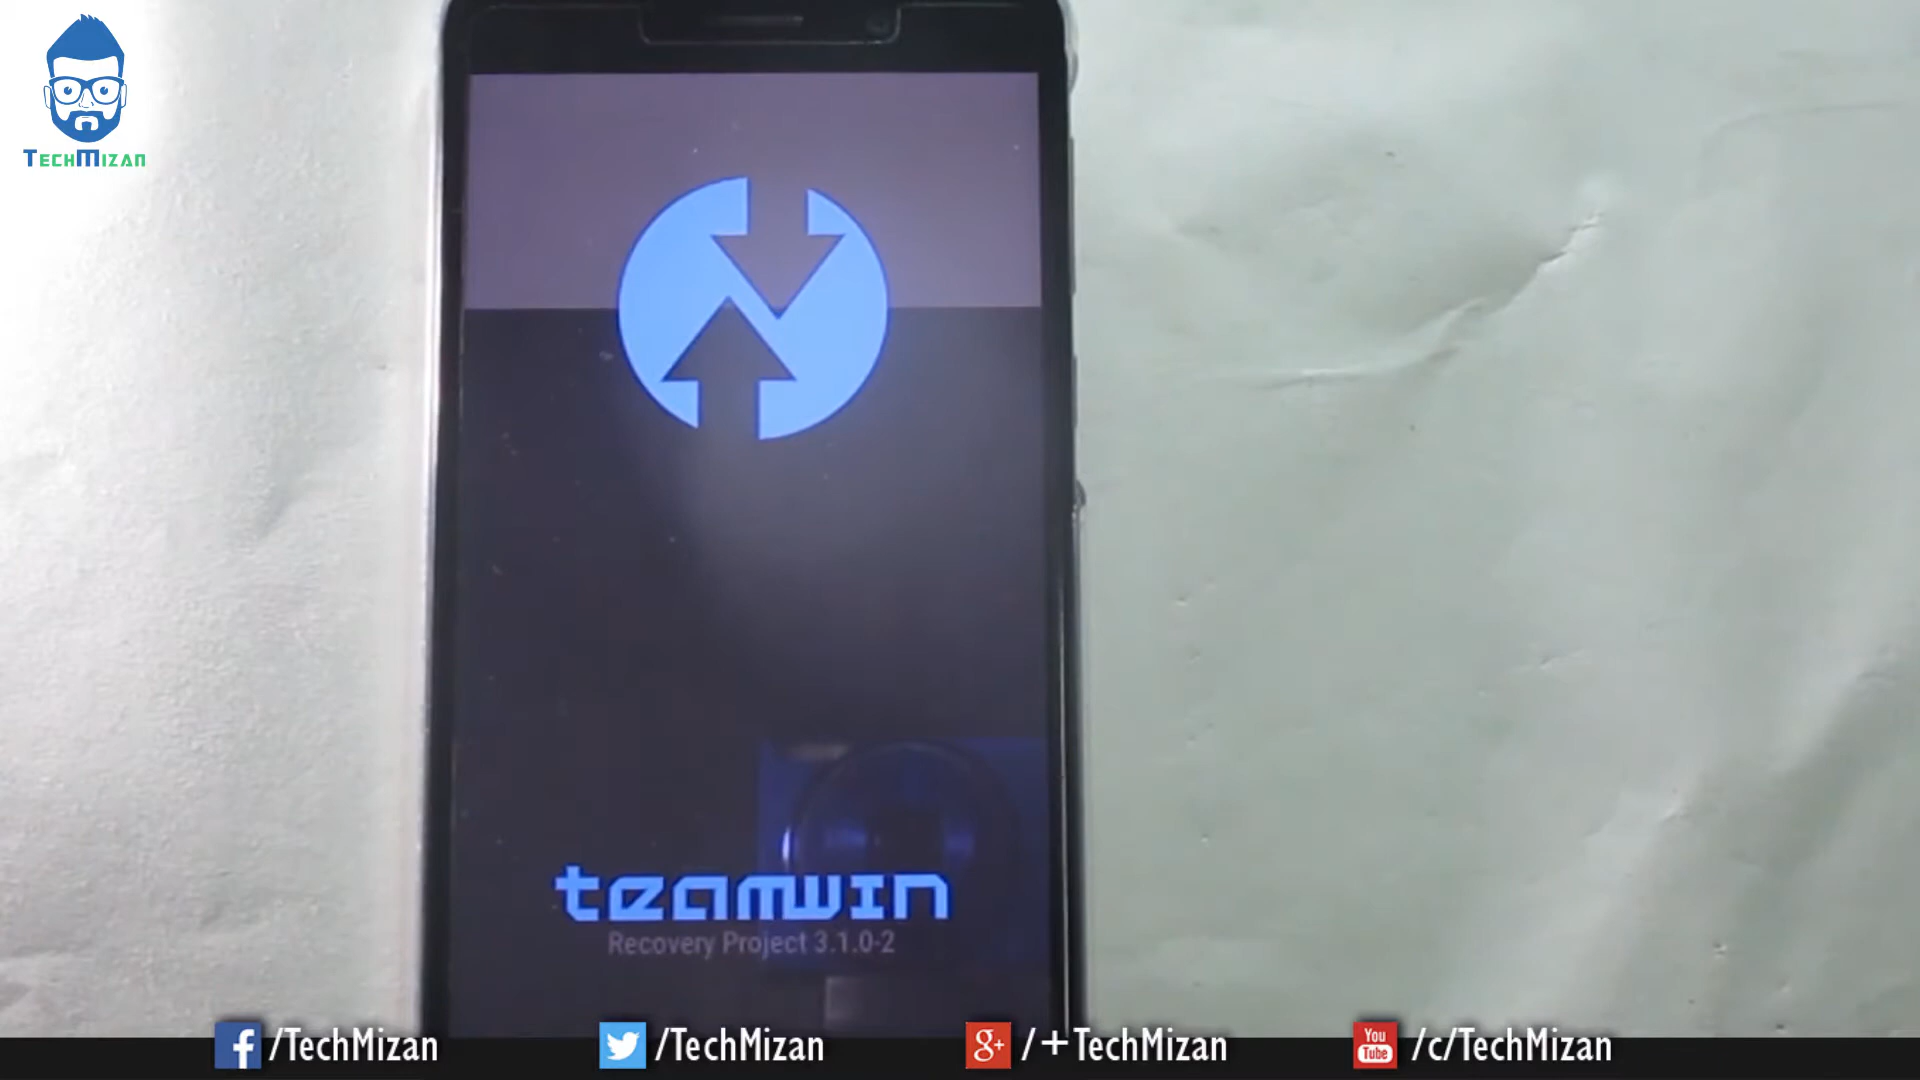 TechMizan
teamwin
Recovery Project 3.1.0-2
f /TechMizan
/TechMizan
g+ /+TechMizan
You
Tube
/c/TechMizan